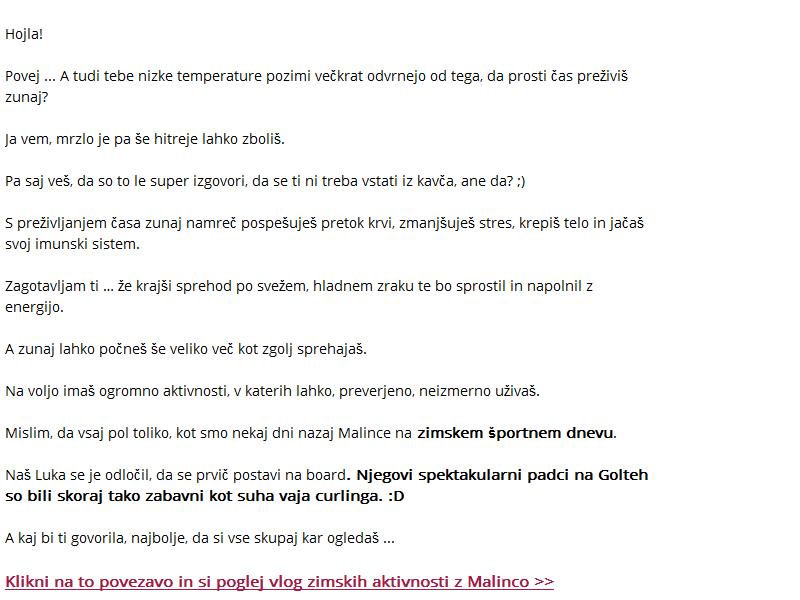 Hojla!
Povej ... A tudi tebe nizke temperature pozimi večkrat odvrnejo od tega, da prosti čas preživiš
zunaj?
Ja vem, mrzlo je pa še hitreje lahko zboliš.
Pa saj veš, da so to le super izgovori, da se ti ni treba vstati iz kavča, ane da? ;)
S preživljanjem časa zunaj namreč pospešuješ pretok krvi, zmanjšuješ stres, krepiš telo in jačaš
svoj imunski sistem.
Zagotavljam ti ... že krajši sprehod po svežem, hladnem zraku te bo sprostil in napolnil z
energijo.
A zunaj lahko počneš še veliko več kot zgolj sprehajaš.
Na voljo imaš ogromno aktivnosti, v katerih lahko, preverjeno, neizmerno uživaš.
Mislim, da vsaj pol toliko, kot smo nekaj dni nazaj Malince na zimskem športnem dnevu.
Naš Luka se je odločil, da se prvič postavi na board. Njegovi spektakularni padci na Golteh
so bili skoraj tako zabavni kot suha vaja curlinga. :D
A kaj bi ti govorila, najbolje, da si vse skupaj kar ogledaš ...
Klikni na to povezavo in si poglej vlog zimskih aktivnosti z Malinco >>